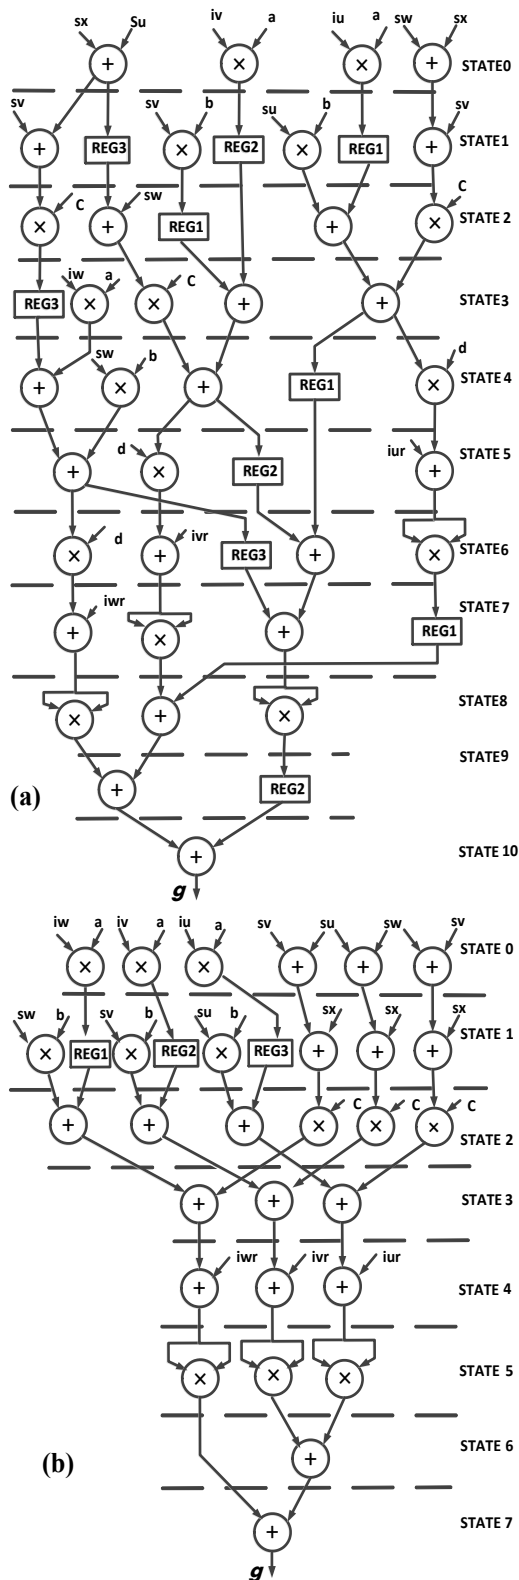 sx Su iv a iu a sw sx
STATE0
sv sv b su b sv
REG3 REG2 REG1
STATE1
C sw C
REG1
STATE 2
iw a C
REG3
STATE3
sw b d
REG1
STATE 4
d iur
REG2
STATE 5
d ivr
REG3
STATE6
iwr
REG1
STATE 7
STATE8
STATE9
(a) REG2
STATE 10
g
iw a iv a iu a sv su sw sv
STATE 0
sw b sv b su b sx sx sx
STATE 1
REG1 REG2 REG3
C C C
STATE 2
STATE 3
iwr ivr iur
STATE 4
STATE 5
(b)
STATE 6
STATE 7
g